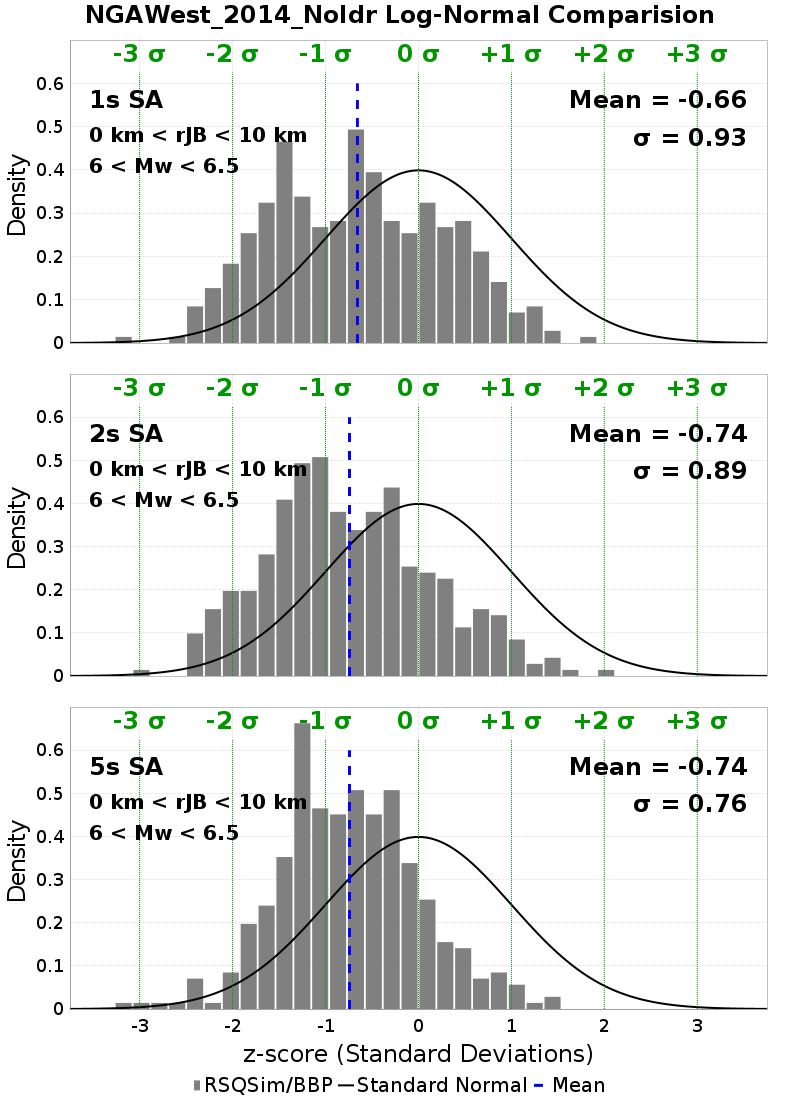 NGAWest_2014_NoIdr Log-Normal Comparision
-3 σ -2 σ -1 σ 0 σ +1 σ +2 σ +3 σ
0.6
1s SA Mean = -0.66
0.5
0 km < rJB < 10 km σ = 0.93
6 < Mw < 6.5
0.4
Density
0.3
0.2
0.1
0
-3 σ -2 σ -1 σ 0 σ +1 σ +2 σ +3 σ
0.6
2s SA Mean = -0.74
0.5
0 km < rJB < 10 km σ = 0.89
6 < Mw < 6.5
0.4
Density
0.3
0.2
0.1
0
-3 σ -2 σ -1 σ 0 σ +1 σ +2 σ +3 σ
0.6
5s SA Mean = -0.74
0.5
0 km < rJB < 10 km σ = 0.76
6 < Mw < 6.5
0.4
Density
0.3
0.2
0.1
0
-3 -2 -1 0 1 2 3
z-score (Standard Deviations)
RSQSim/BBP Standard Normal Mean